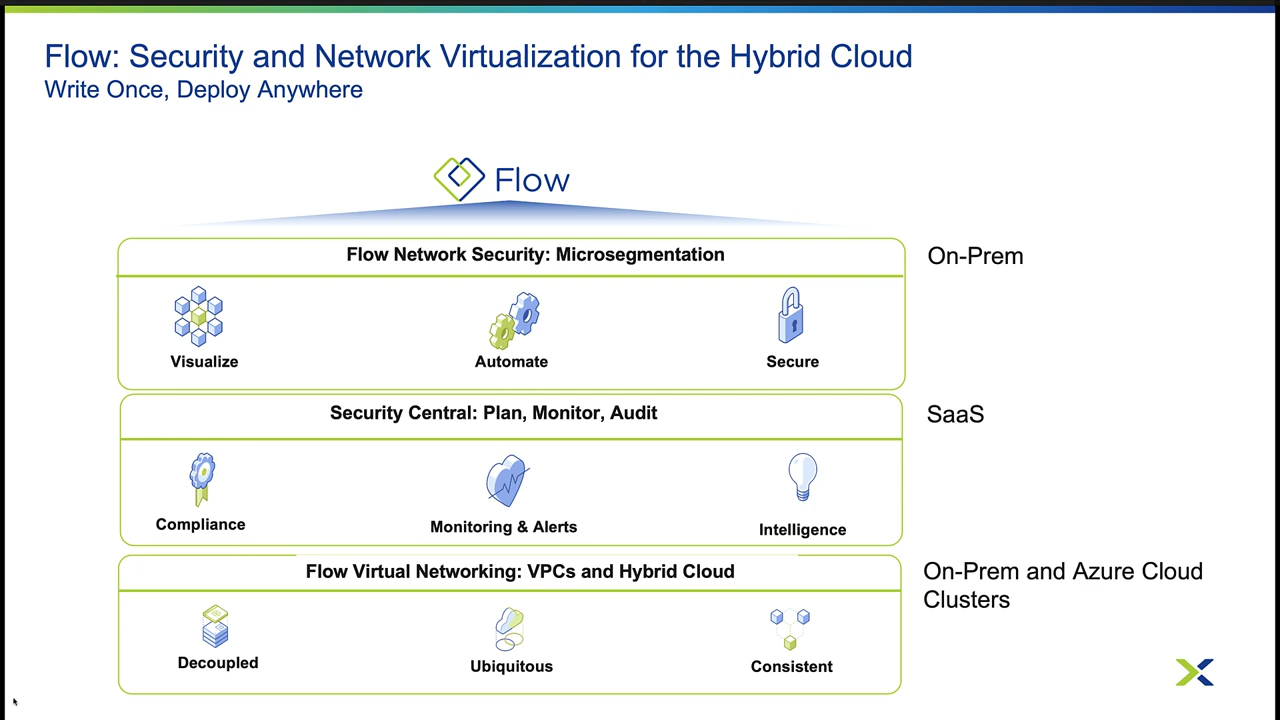 Flow: Security and Network Virtualization for the Hybrid Cloud
Write Once, Deploy Anywhere
Flow
Flow Network Security: Microsegmentation
On-Prem
Visualize
Automate
Secure
Security Central: Plan, Monitor, Audit
SaaS
Compliance
Monitoring & Alerts
Intelligence
Flow Virtual Networking: VPCs and Hybrid Cloud
On-Prem and Azure Cloud
Clusters
Decoupled
Ubiquitous
Consistent